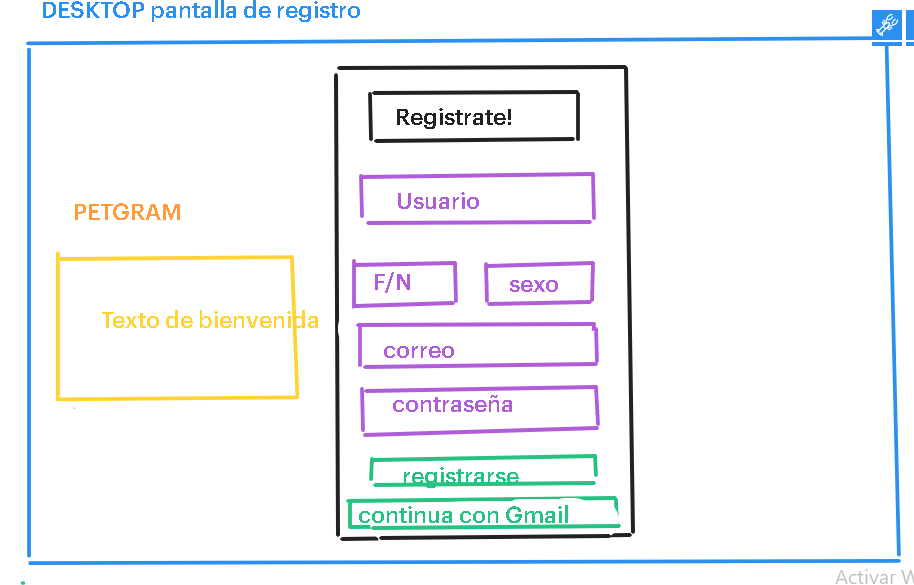 DESKTOP pantalla de registro
Registrate!
Usuario
PETGRAM
F/N
sexo
Texto de bienvenida
correo
contraseña
registrarse
continua con Gmail
Activar